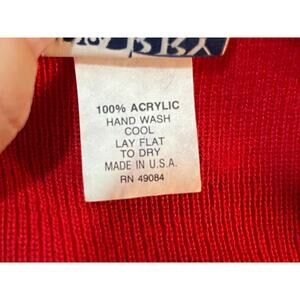 100% ACRYLIC
HAND WASH
COOL
LAY FLAT
TO DRY
MADE IN U.S.A.
RN 49084